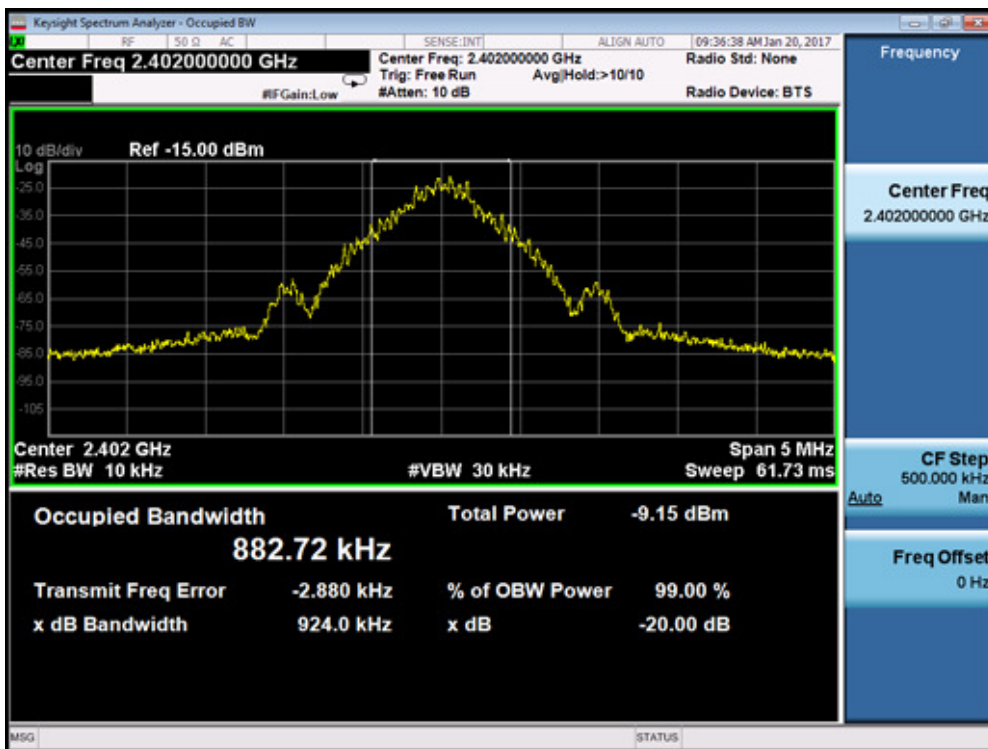 Keysight Spectrum Analyzer - Occupied BW
LXI RF 50 Ω AC SENSE:INT ALIGN AUTO 09:36:38 AM Jan 20, 2017
Center Freq 2.402000000 GHz
Center Freq: 2.402000000 GHz Radio Std: None
Trig: Free Run Avg|Hold:>10/10
#IFGain:Low #Atten: 10 dB Radio Device: BTS
10 dB/div Ref -15.00 dBm
Log
-25.0
-35.0
-45.0
-55.0
-65.0
-75.0
-85.0
-95.0
-105
Center 2.402 GHz Span 5 MHz
#Res BW 10 kHz #VBW 30 kHz Sweep 61.73 ms
Occupied Bandwidth Total Power -9.15 dBm
882.72 kHz
Transmit Freq Error -2.880 kHz % of OBW Power 99.00 %
x dB Bandwidth 924.0 kHz x dB -20.00 dB
MSG STATUS
Frequency
Center Freq
2.402000000 GHz
CF Step
500.000 kHz
Auto Man
Freq Offset
0 Hz